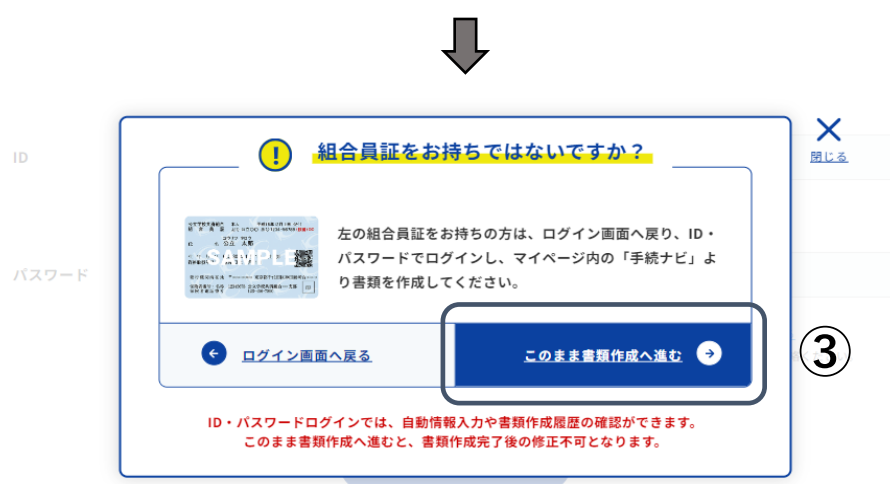 組合員証をお持ちではないですか？
閉じる
ID
公立 太郎
SAMPLE
左の組合員証をお持ちの方は、ログイン画面へ戻り、ID・
パスワードでログインし、マイページ内の「手続ナビ」よ
り書類を作成してください。
パスワード
ログイン画面へ戻る
このまま書類作成へ進む
③
ID・パスワードログインでは、自動情報入力や書類作成履歴の確認ができます。
このまま書類作成へ進むと、書類作成完了後の修正不可となります。